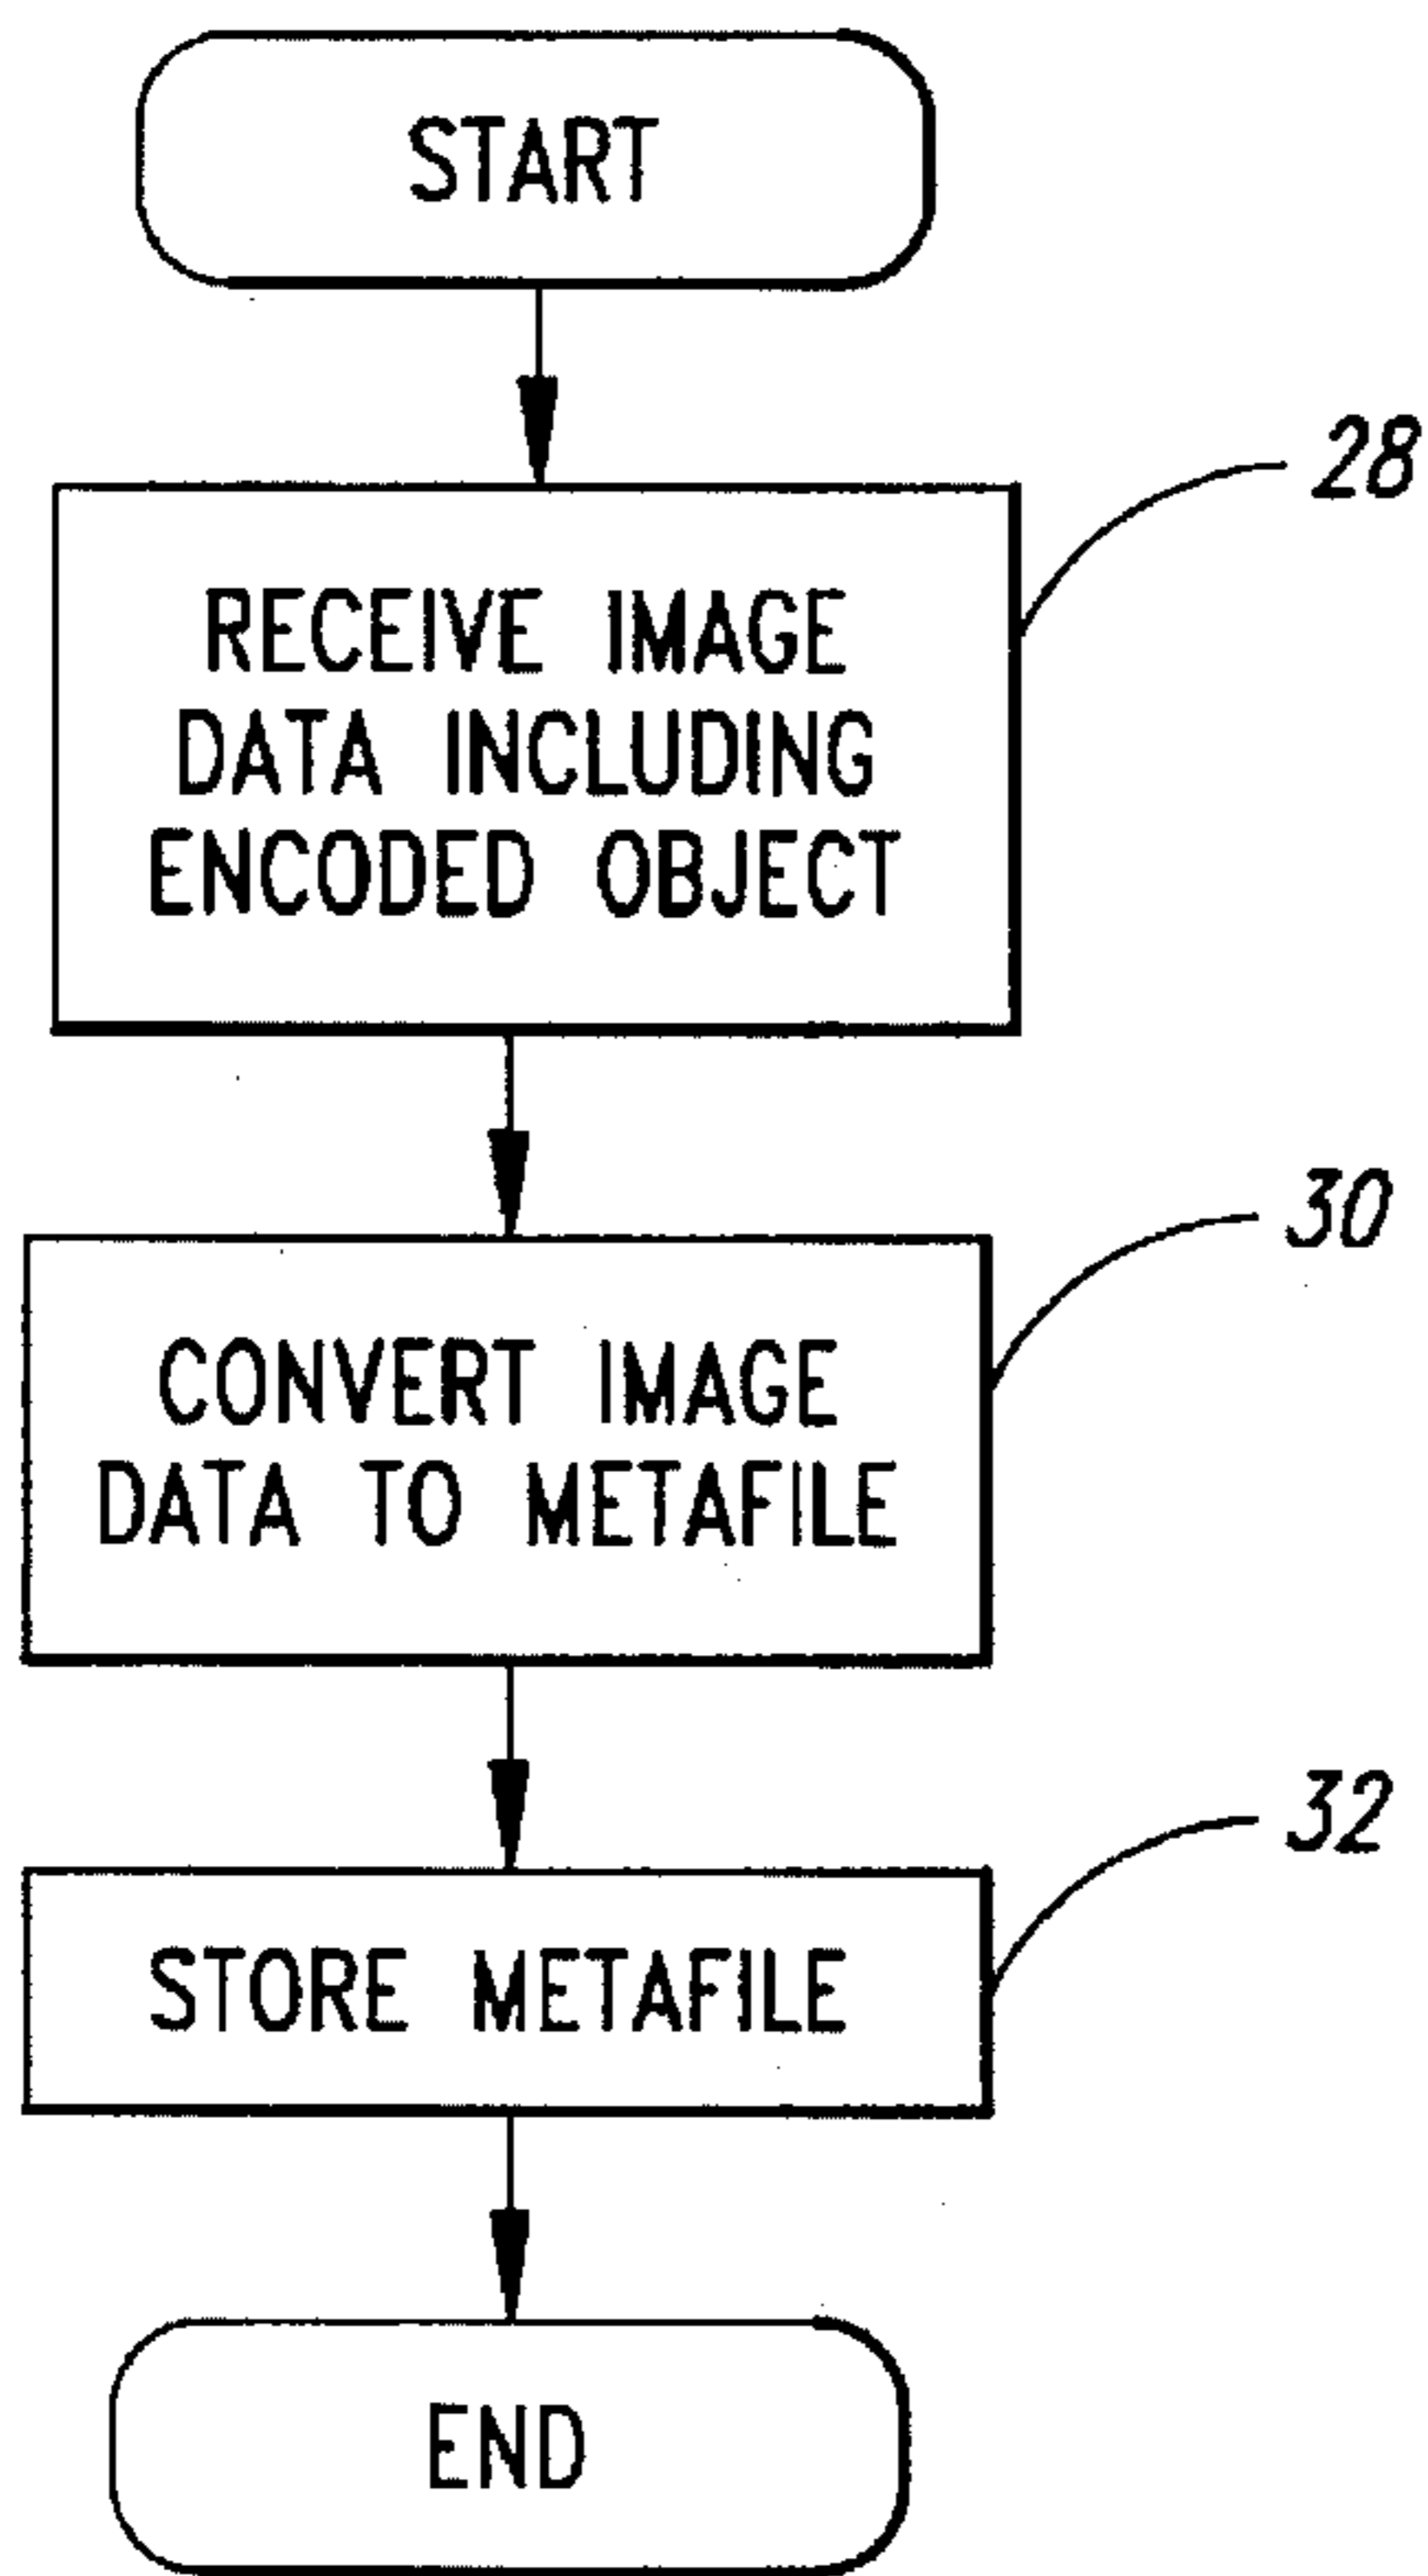 START
28
RECEIVE IMAGE
DATA INCLUDING
ENCODED OBJECT
30
CONVERT IMAGE
DATA TO METAFILE
32
STORE METAFILE
END